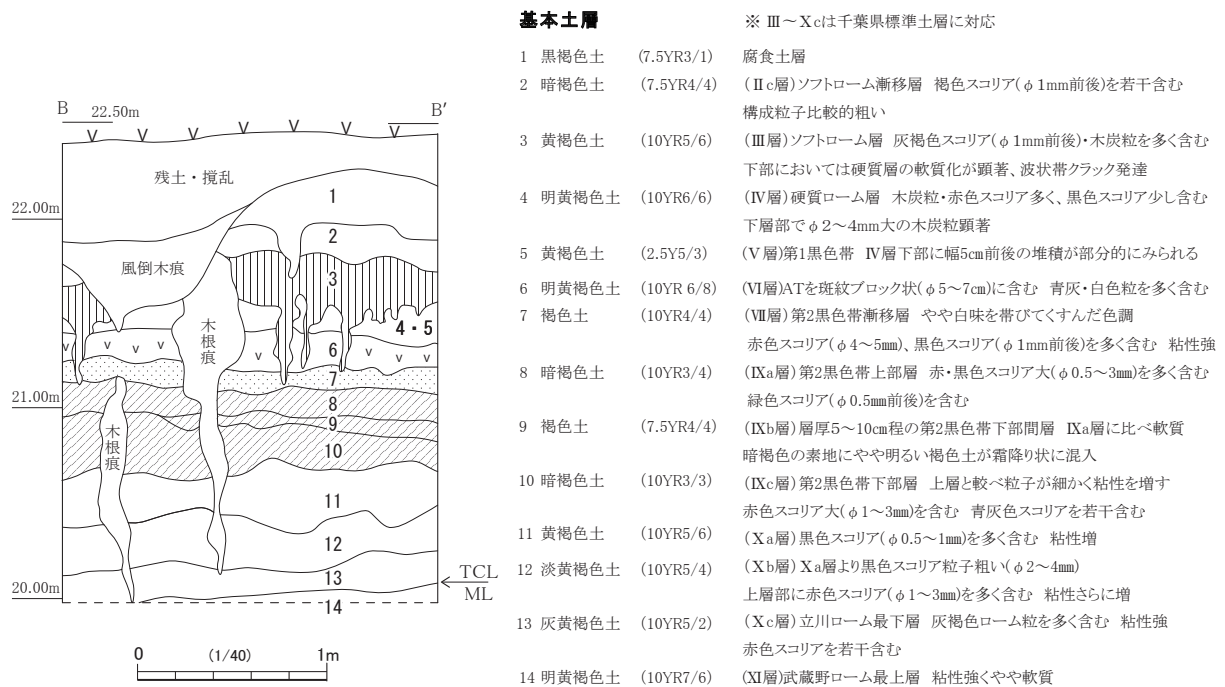 基本土層 ※ Ⅲ～Ⅹcは千葉県標準土層に対応
1 黒褐色土 (7.5YR3/1) 腐食土層
2 暗褐色土 (7.5YR4/4) (Ⅱc層)ソフトローム漸移層 褐色スコリア(φ1mm前後)を若干含む
構成粒子比較的粗い
3 黄褐色土 (10YR5/6) (Ⅲ層)ソフトローム層 灰褐色スコリア(φ1mm前後)・木炭粒を多く含む
下部においては硬質層の軟質化が顕著、波状帯クラック発達
4 明黄褐色土 (10YR6/6) (Ⅳ層)硬質ローム層 木炭粒・赤色スコリア多く、黒色スコリア少し含む
下層部でφ2～4mm大の木炭粒顕著
5 黄褐色土 (2.5Y5/3) (Ⅴ層)第1黒色帯 Ⅳ層下部に幅5㎝前後の堆積が部分的にみられる
6 明黄褐色土 (10YR 6/8) (Ⅵ層)ATを斑紋ブロック状(φ5～7㎝)に含む 青灰・白色粒を多く含む
7 褐色土 (10YR4/4) (Ⅶ層)第2黒色帯漸移層 やや白味を帯びてくすんだ色調
赤色スコリア(φ4～5㎜)、黒色スコリア(φ1㎜前後)を多く含む 粘性強
8 暗褐色土 (10YR3/4) (Ⅸa層)第2黒色帯上部層 赤・黒色スコリア大(φ0.5～3㎜)を多く含む
緑色スコリア(φ0.5㎜前後)を含む
9 褐色土 (7.5YR4/4) (Ⅸb層)層厚5～10㎝程の第2黒色帯下部間層 Ⅸa層に比べ軟質
暗褐色の素地にやや明るい褐色土が霜降り状に混入
10 暗褐色土 (10YR3/3) (Ⅸc層)第2黒色帯下部層 上層と較べ粒子が細かく粘性を増す
赤色スコリア大(φ1～3㎜)を含む 青灰色スコリアを若干含む
11 黄褐色土 (10YR5/6) (Ⅹa層)黒色スコリア(φ0.5～1㎜)を多く含む 粘性増
12 淡黄褐色土 (10YR5/4) (Ⅹb層)Ⅹa層より黒色スコリア粒子粗い(φ2～4㎜)
上層部に赤色スコリア(φ1～3㎜)を多く含む 粘性さらに増
13 灰黄褐色土 (10YR5/2) (Ⅹc層)立川ローム最下層 灰褐色ローム粒を多く含む 粘性強
赤色スコリアを若干含む
14 明黄褐色土 (10YR7/6) (Ⅺ層)武蔵野ローム最上層 粘性強くやや軟質
B 22.50m B′
残土・撹乱
1
22.00m
2
風倒木痕
3
木根痕
4・5
6
7
21.00m
8
9
木根痕
10
11
12
13
TCL
ML
20.00m
14
0 (1/40) 1m